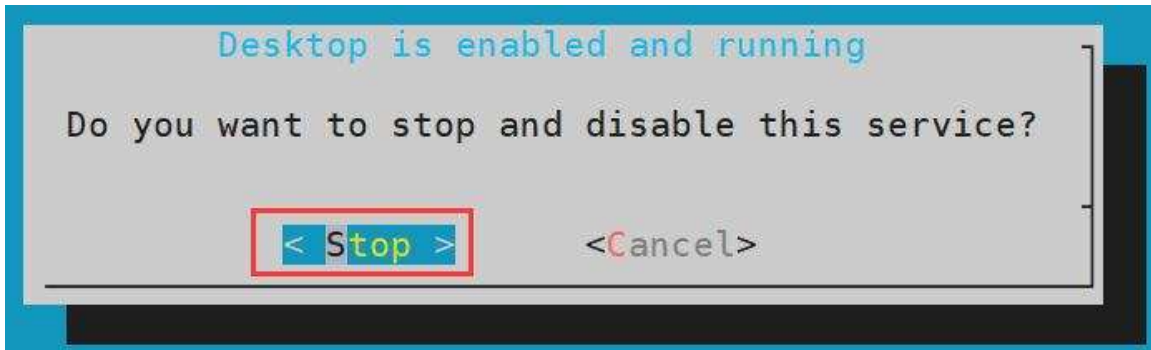 Desktop is enabled and running
Do you want to stop and disable this service?
< Stop > <Cancel>